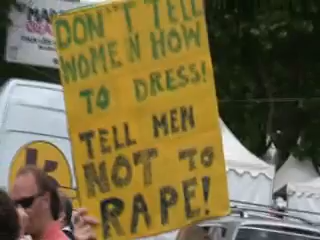 DON'T TELL
WOMEN HOW
TO DRESS!
TELL MEN
NOT TO
RAPE!